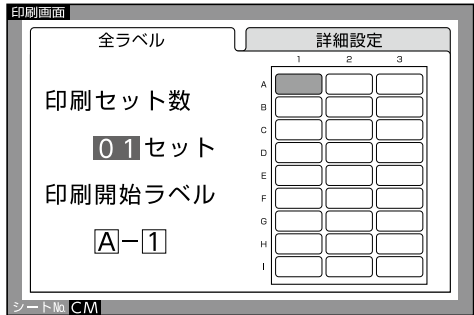 印刷画面
全ラベル
詳細設定
1 2 3
A
B
C
D
E
F
G
H
I
印刷セット数
01セット
印刷開始ラベル
A-1
シートNo. CM